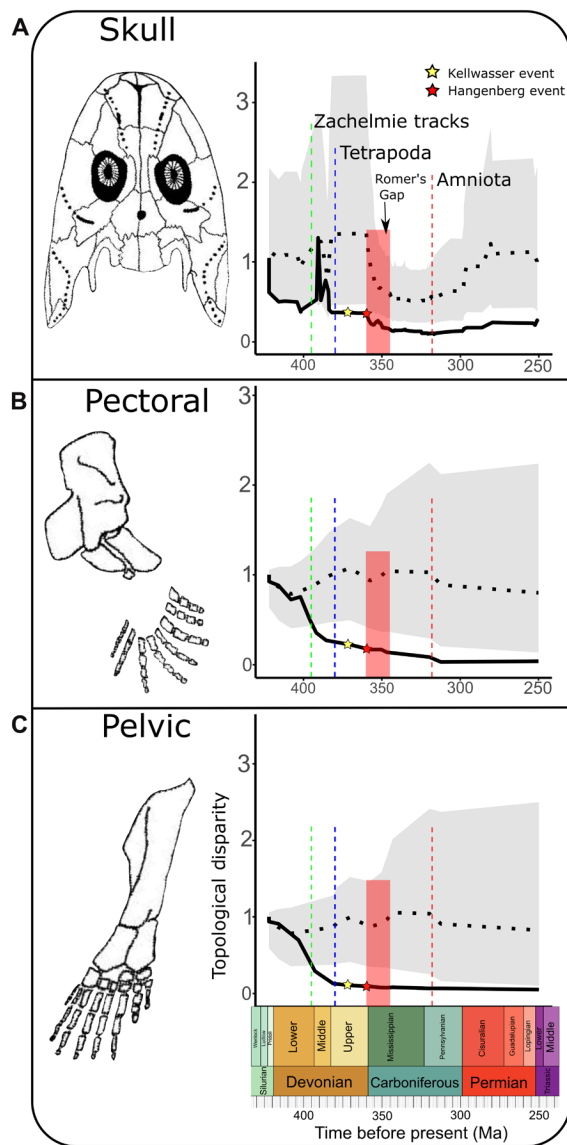 A
Skull
Kellwasser event
Hangenberg event
Zachelmie tracks
Tetrapoda
Romer's
Gap
Amniota
3
2
1
0
400
350
300
250
B
Pectoral
3
2
1
0
400
350
300
250
C
Pelvic
Topological disparity
3
2
1
0
Wenlock
Ludlow
Pridoli
Lower
Middle
Upper
Mississippian
Pennsylvanian
Cisuralian
Guadalupian
Lopingian
Lower
Middle
Silurian
Devonian
Carboniferous
Permian
Triassic
400
350
300
250
Time before present (Ma)